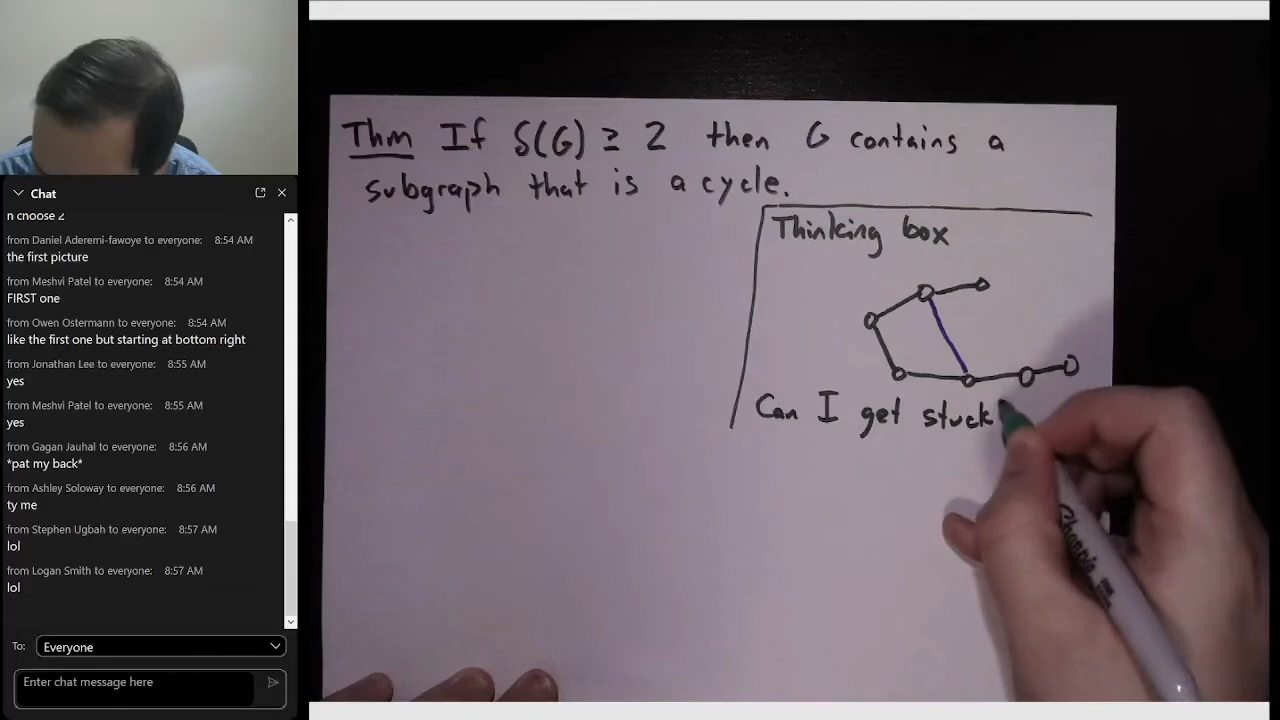 Chat
n choose 2
from Daniel Aderemi-fawoye to everyone: 8:54 AM
the first picture
from Meshvi Patel to everyone: 8:54 AM
FIRST one
from Owen Ostermann to everyone: 8:54 AM
like the first one but starting at bottom right
from Jonathan Lee to everyone: 8:55 AM
yes
from Meshvi Patel to everyone: 8:55 AM
yes
from Gagan Jauhal to everyone: 8:56 AM
*pat my back*
from Ashley Soloway to everyone: 8:56 AM
ty me
from Stephen Ugbah to everyone: 8:57 AM
lol
from Logan Smith to everyone: 8:57 AM
lol
To: Everyone
Enter chat message here
Thm If δ(G) ≥ 2 then G contains a
subgraph that is a cycle.
Thinking box
Can I get stuck
Sharpie